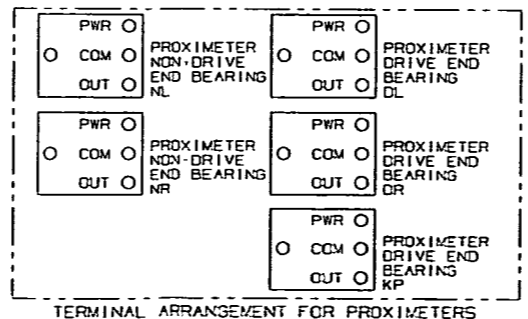 PWR
COM
OUT
PROXIMETER
NON-DRIVE
END BEARING
NL
PWR
COM
OUT
PROXIMETER
DRIVE END
BEARING
DL
PWR
COM
OUT
PROXIMETER
NON-DRIVE
END BEARING
NR
PWR
COM
OUT
PROXIMETER
DRIVE END
BEARING
DR
PWR
COM
OUT
PROXIMETER
DRIVE END
BEARING
KP
TERMINAL ARRANGEMENT FOR PROXIMETERS